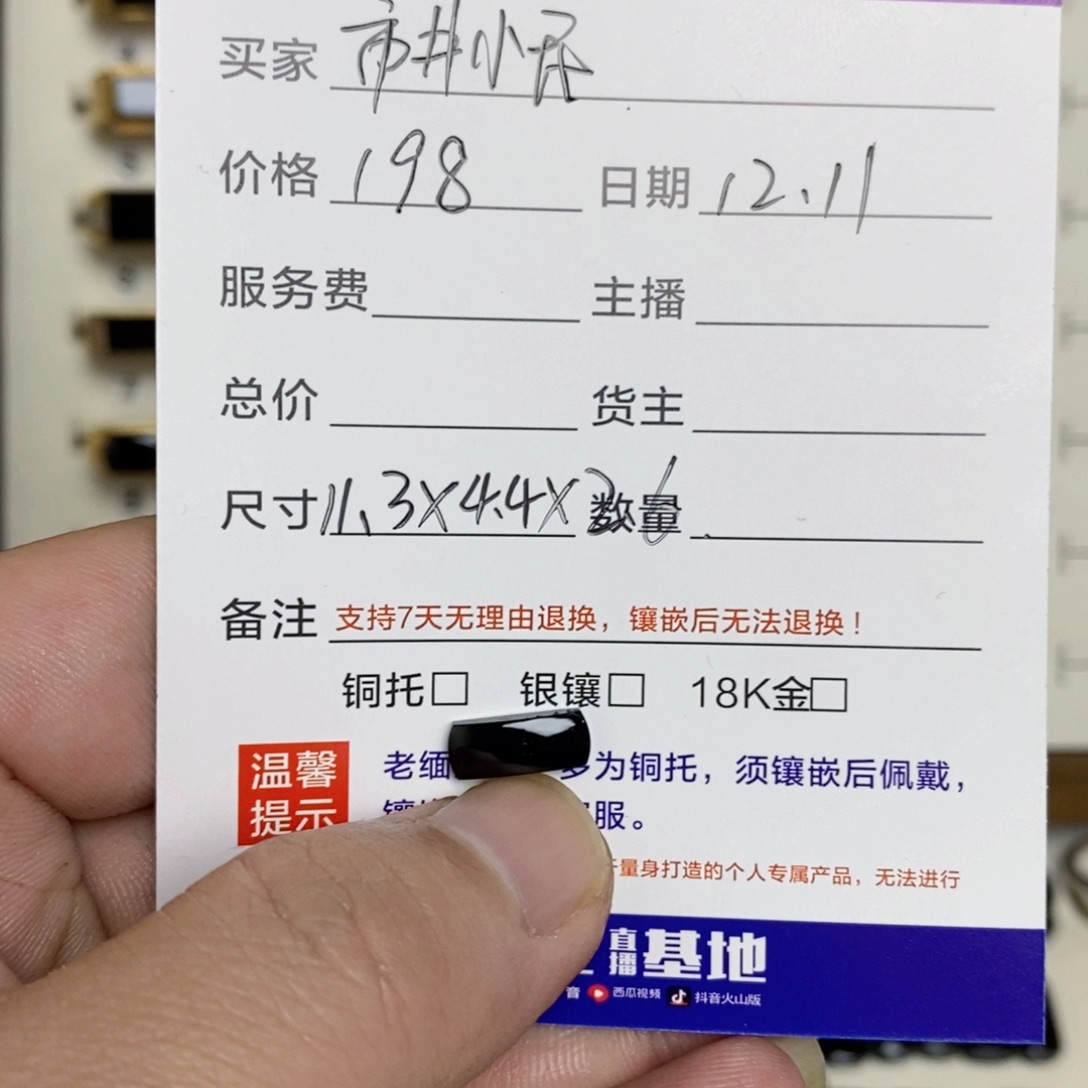 买家 市井小民
价格 198 日期 12.11
服务费 主播
总价 货主
尺寸 11.3X4.4X2.6 数量
备注 支持7天无理由退换，镶嵌后无法退换！
铜托□ 银镶□ 18K金□
温馨提示
老缅 多为铜托，须镶嵌后佩戴，
服。
量身打造的个人专属产品，无法进行
直播基地
音 西瓜视频 抖音火山版